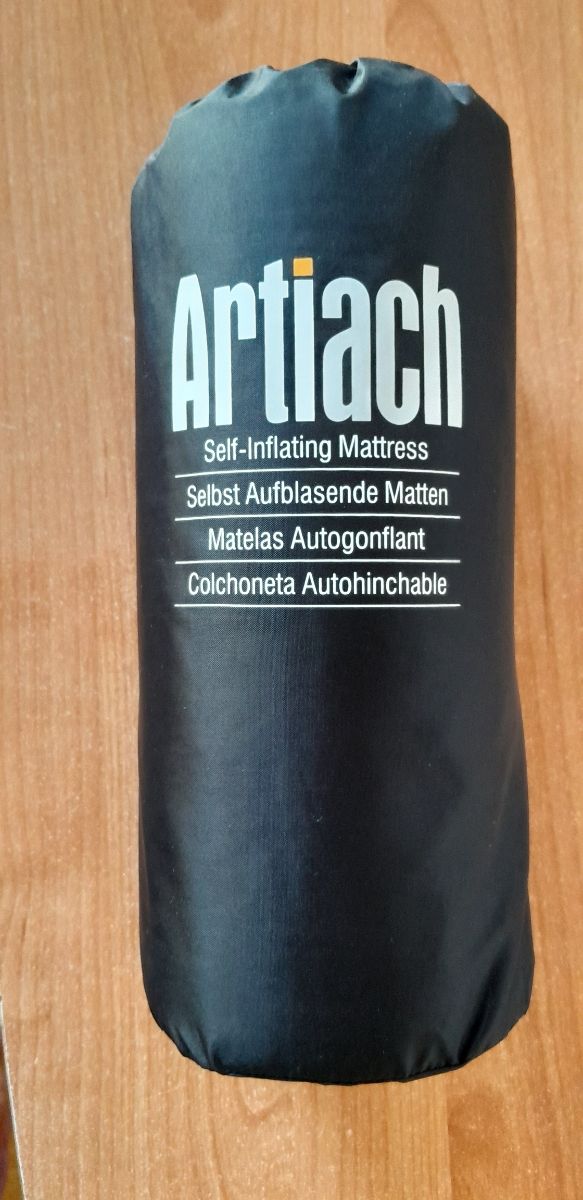 Artiach
Self-Inflating Mattress
Selbst Aufblasende Matten
Matelas Autogonflant
Colchoneta Autohinchable